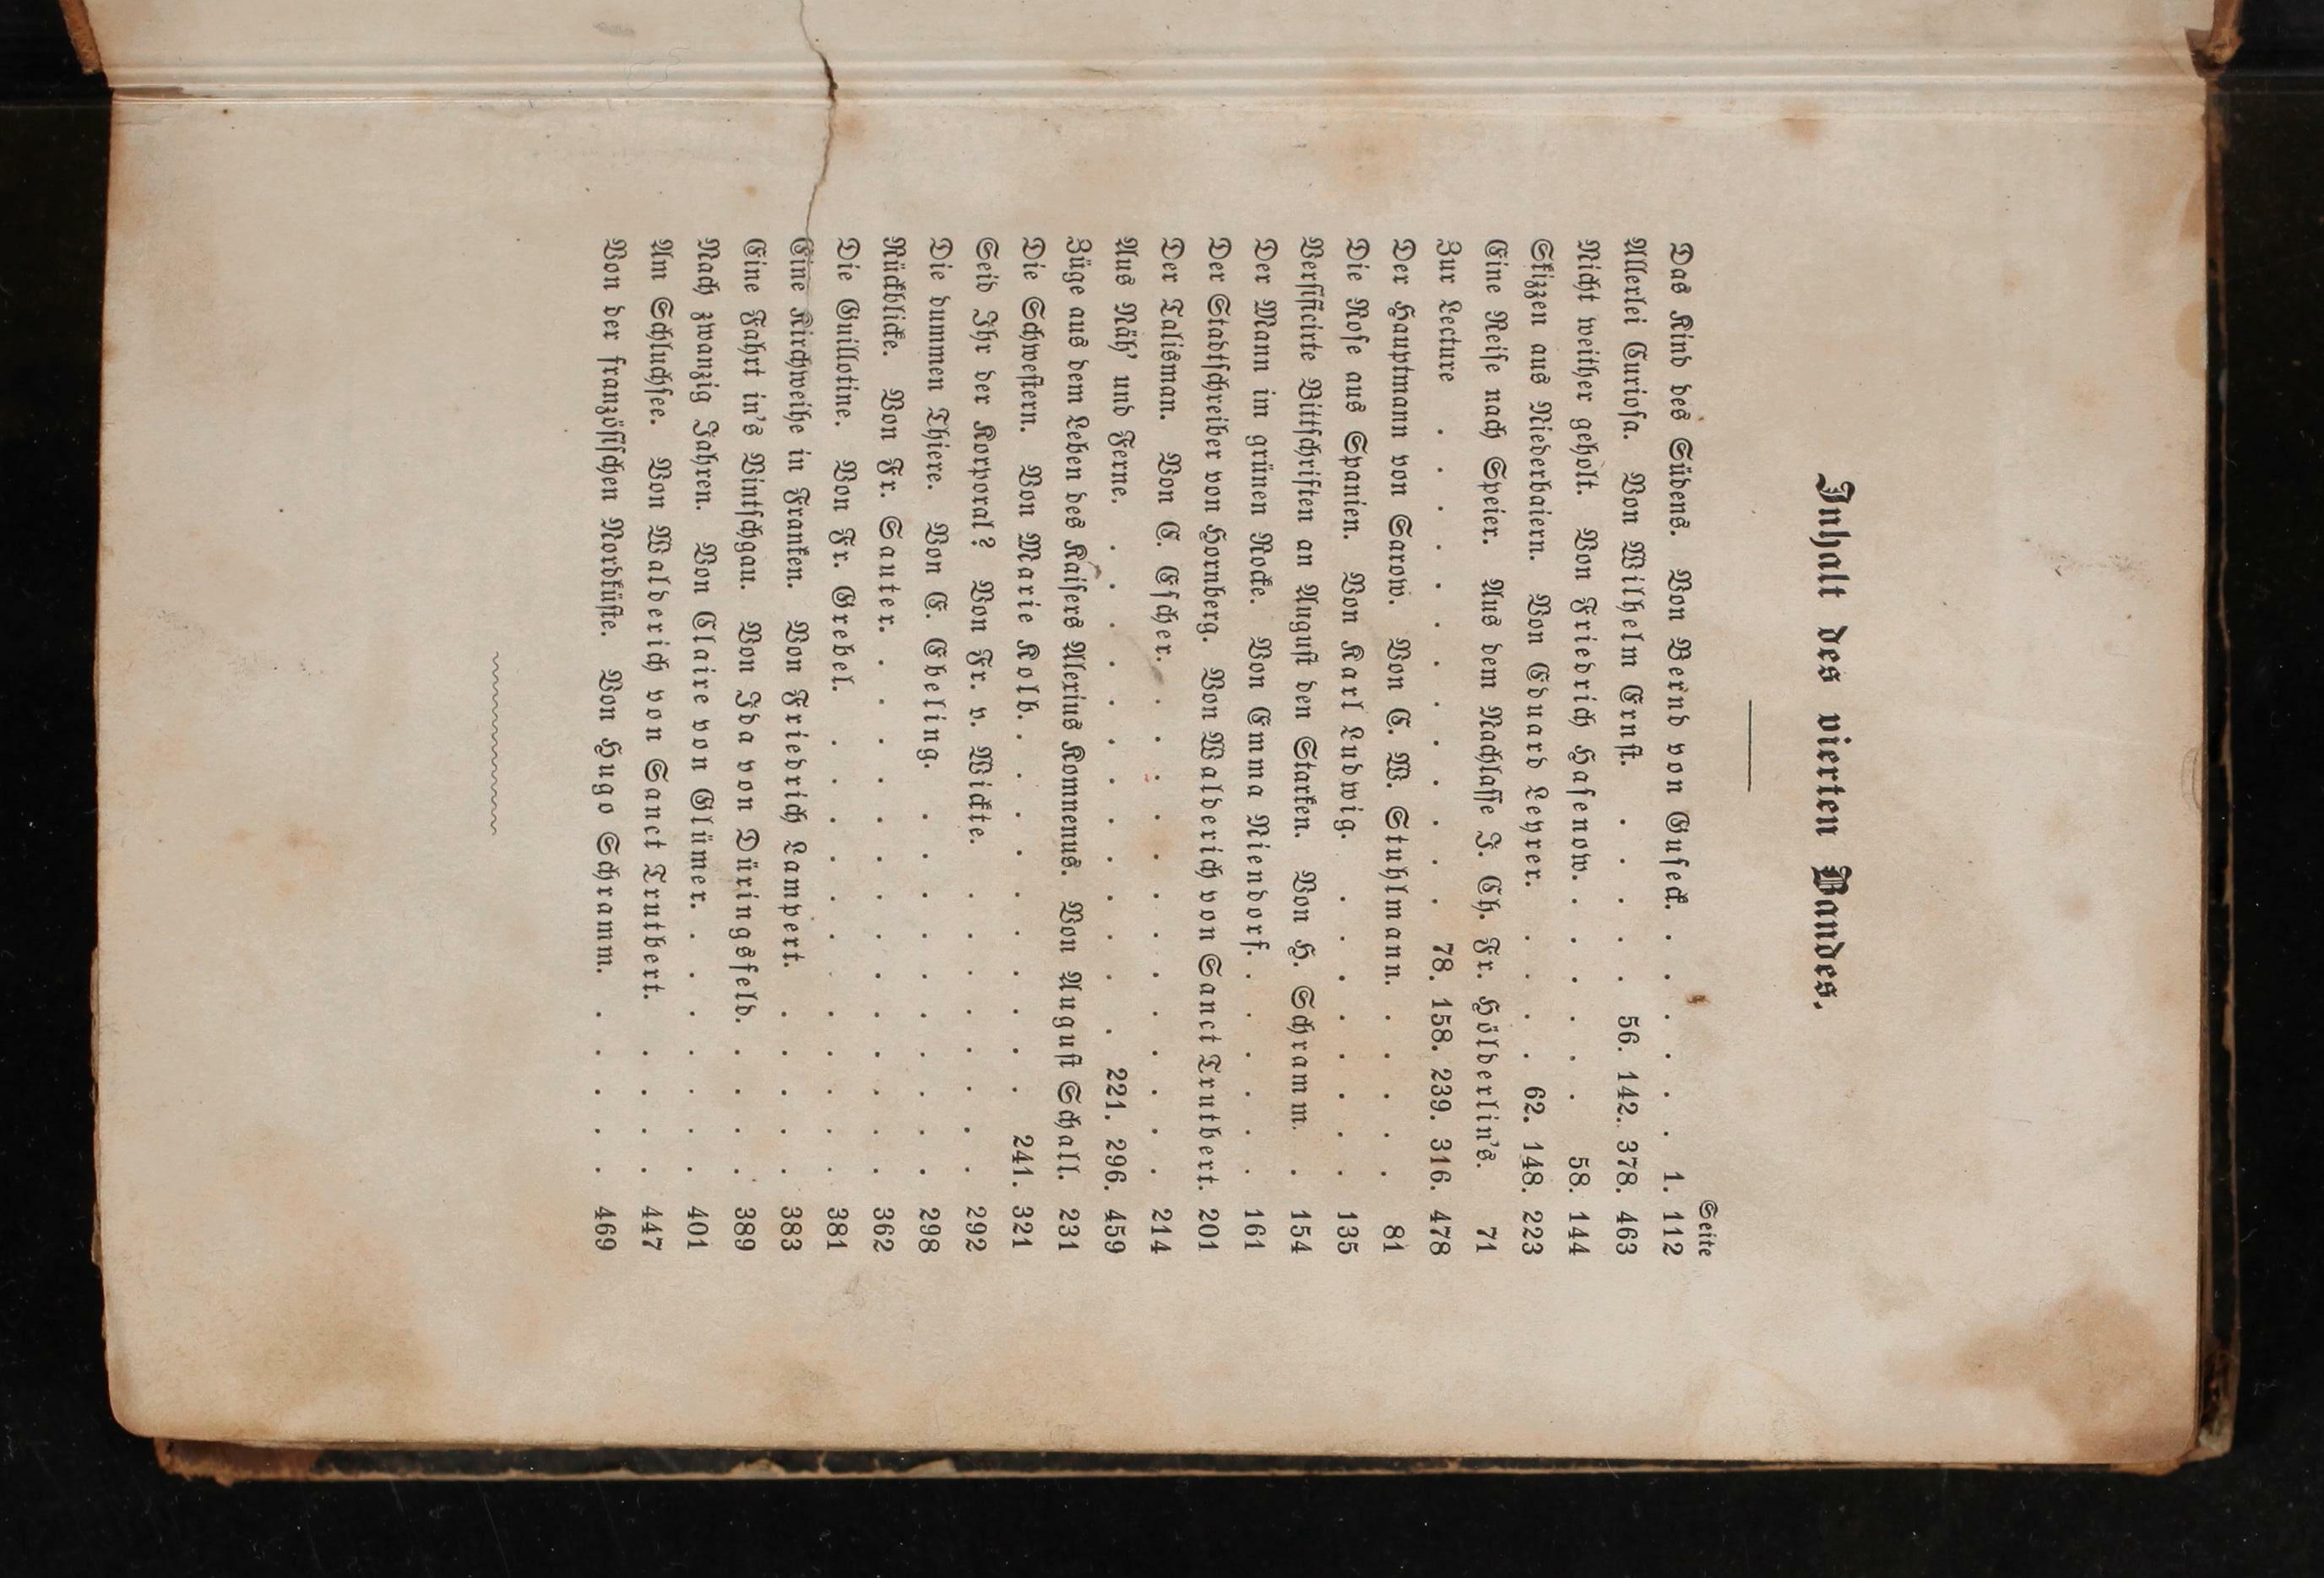 Inhalt des vierten Bandes.
Seite
Das Kind des Südens. Von Bernd von Guseck. . . . . . 1. 112
Allerlei Curiosa. Von Wilhelm Ernst. . . . . . 56. 142. 378. 463
Nicht weither geholt. Von Friedrich Hasenow. . . . . . . 58. 144
Skizzen aus Niederbaiern. Von Eduard Leyrer. . . . . 62. 148. 223
Eine Reise nach Speier. Aus dem Nachlasse J. Ch. Fr. Hölderlin's. 71
Zur Lecture . . . . . . . . . . . . . 78. 158. 239. 316. 478
Der Hauptmann von Sarow. Von C. W. Stuhlmann. . . . . . 81
Die Rose aus Spanien. Von Karl Ludwig. . . . . . . . . 135
Versificirte Bittschriften an August den Starken. Von H. Schramm. . 154
Der Mann im grünen Rocke. Von Emma Niendorf. . . . . . . 161
Der Stadtschreiber von Hornberg. Von Walderich von Sanct Trutbert. 201
Der Talisman. Von C. Escher. . . . . . . . . . . . . . 214
Aus Näh' und Ferne. . . . . . . . . . . . . . 221. 296. 459
Züge aus dem Leben des Kaisers Alexius Komnenus. Von August Schall. 231
Die Schwestern. Von Marie Kolb. . . . . . . . . . . 241. 321
Seid Ihr der Korporal? Von Fr. v. Wickte. . . . . . . . . 292
Die dummen Thiere. Von E. Ebeling. . . . . . . . . . . 298
Rückblicke. Von Fr. Sauter. . . . . . . . . . . . . . . 362
Die Guillotine. Von Fr. Grebel. . . . . . . . . . . . . 381
Eine Kirchweihe in Franken. Von Friedrich Lampert. . . . . . 383
Eine Fahrt in's Vintschgau. Von Ida von Düringsfeld. . . . . 389
Nach zwanzig Jahren. Von Claire von Glümer. . . . . . . . 401
Am Schluchsee. Von Walderich von Sanct Trutbert. . . . . 447
Von der französischen Nordküste. Von Hugo Schramm. . . . . . 469